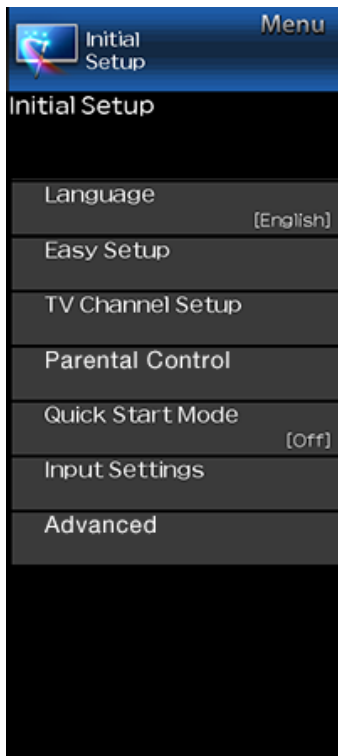 Menu
Initial
Setup
Initial Setup
Language
[English]
Easy Setup
TV Channel Setup
Parental Control
Quick Start Mode
[Off]
Input Settings
Advanced